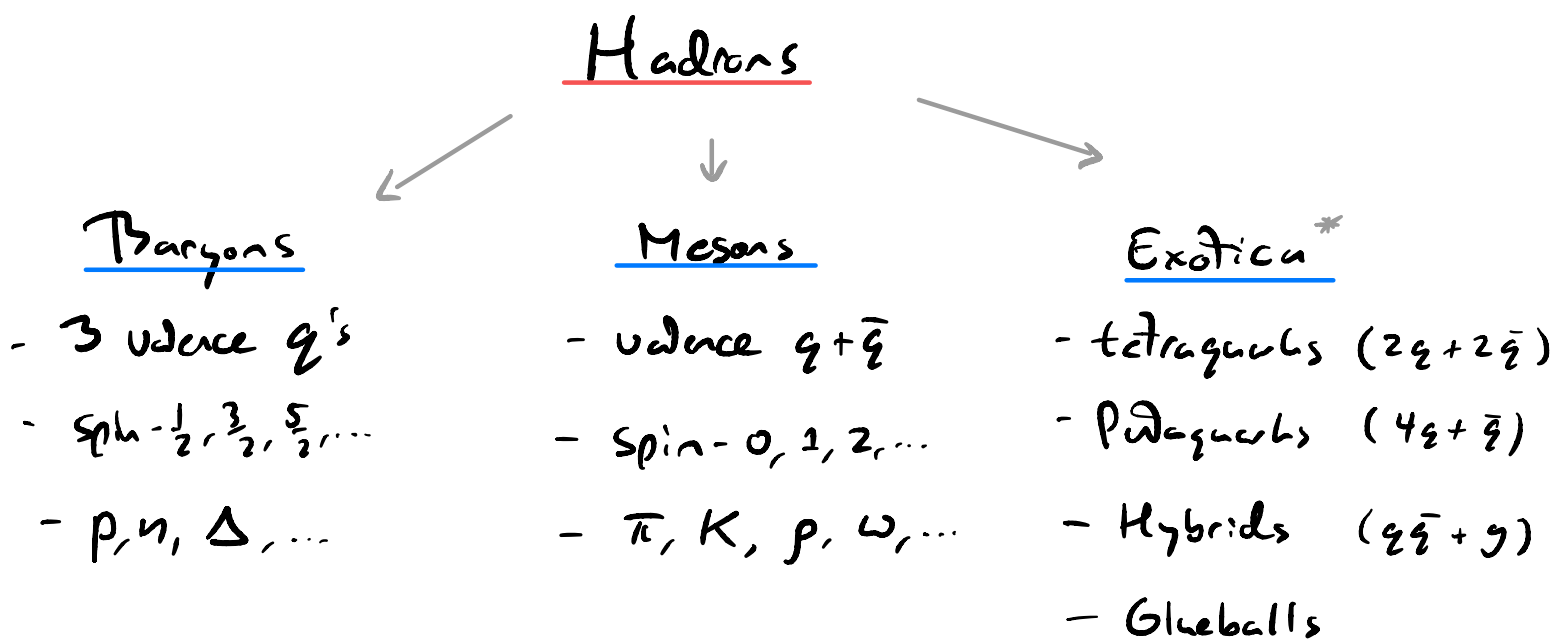 Hadrons
Baryons
- 3 valence q's
- Spin-1/2, 3/2, 5/2, ...
- p, n, Δ, ...
Mesons
- valence q + q̄
- Spin-0, 1, 2, ...
- π, K, ρ, ω, ...
Exotica*
- tetraquarks (2q + 2q̄)
- Pentaquarks (4q + q̄)
- Hybrids (qq̄ + g)
- Glueballs